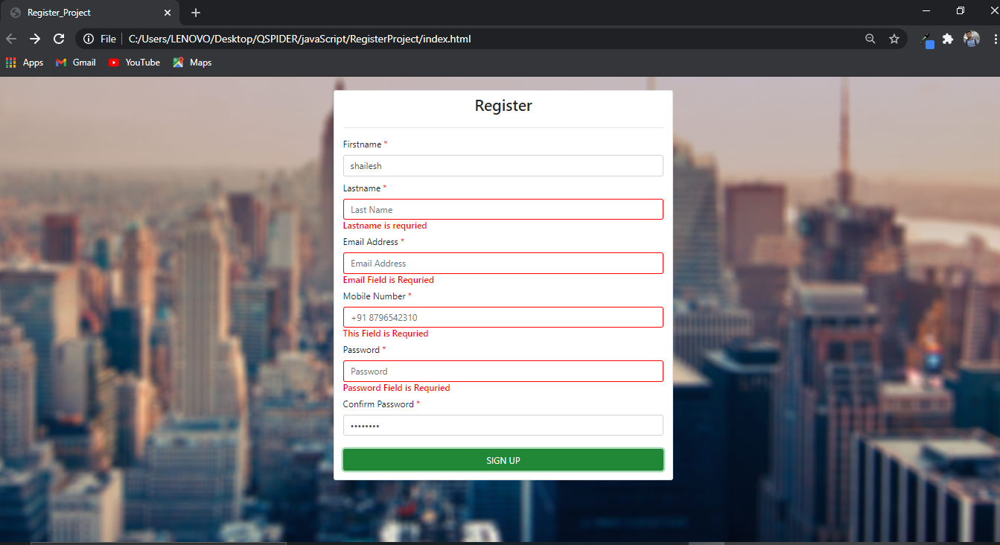 Register_Project
File C:/Users/LENOVO/Desktop/QSPIDER/javaScript/RegisterProject/index.html
Apps Gmail YouTube Maps
Register
Firstname *
shailesh
Lastname *
Last Name
Lastname is requried
Email Address *
Email Address
Email Field is Requried
Mobile Number *
+91 8796542310
This Field is Requried
Password *
Password
Password Field is Requried
Confirm Password *
••••••••
SIGN UP